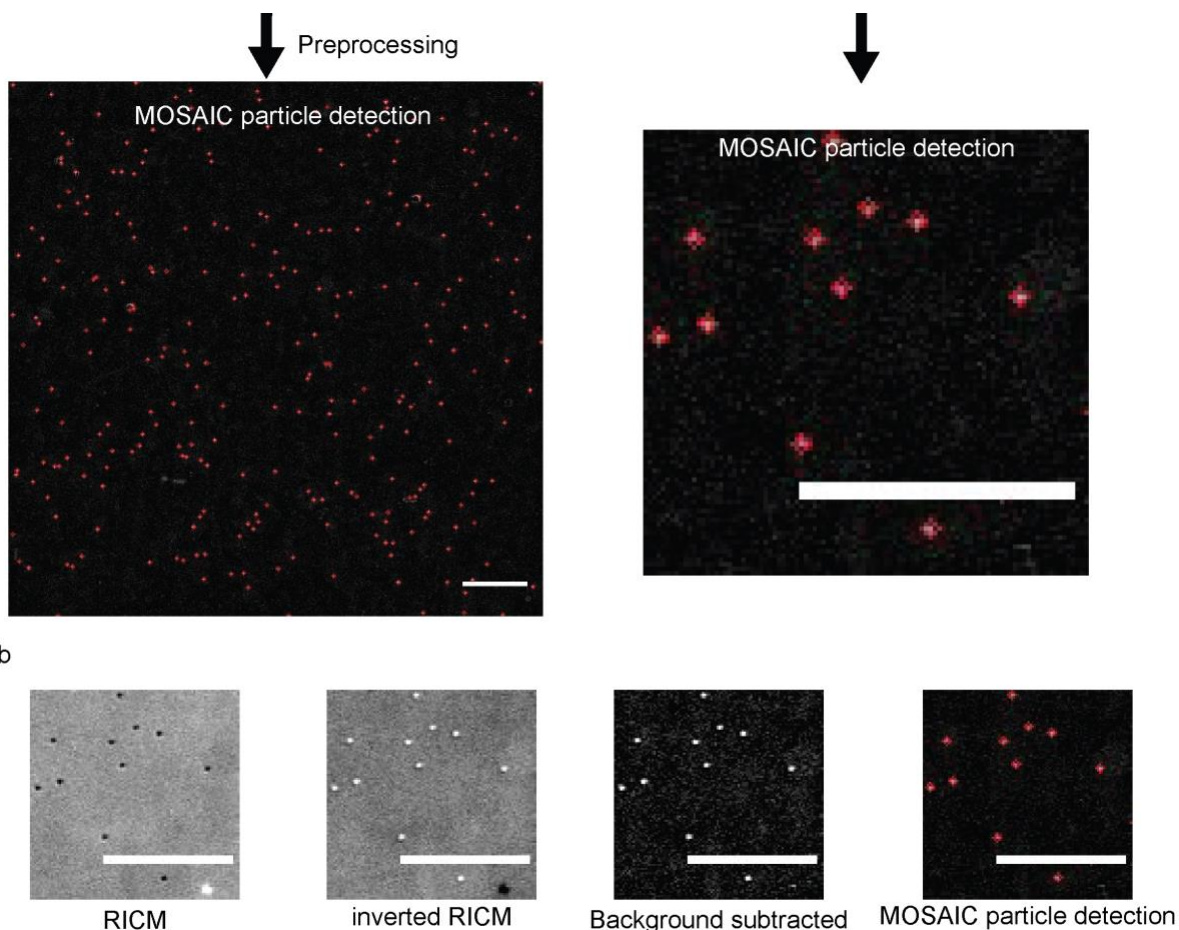 Preprocessing
MOSAIC particle detection
MOSAIC particle detection
b
RICM
inverted RICM
Background subtracted
MOSAIC particle detection